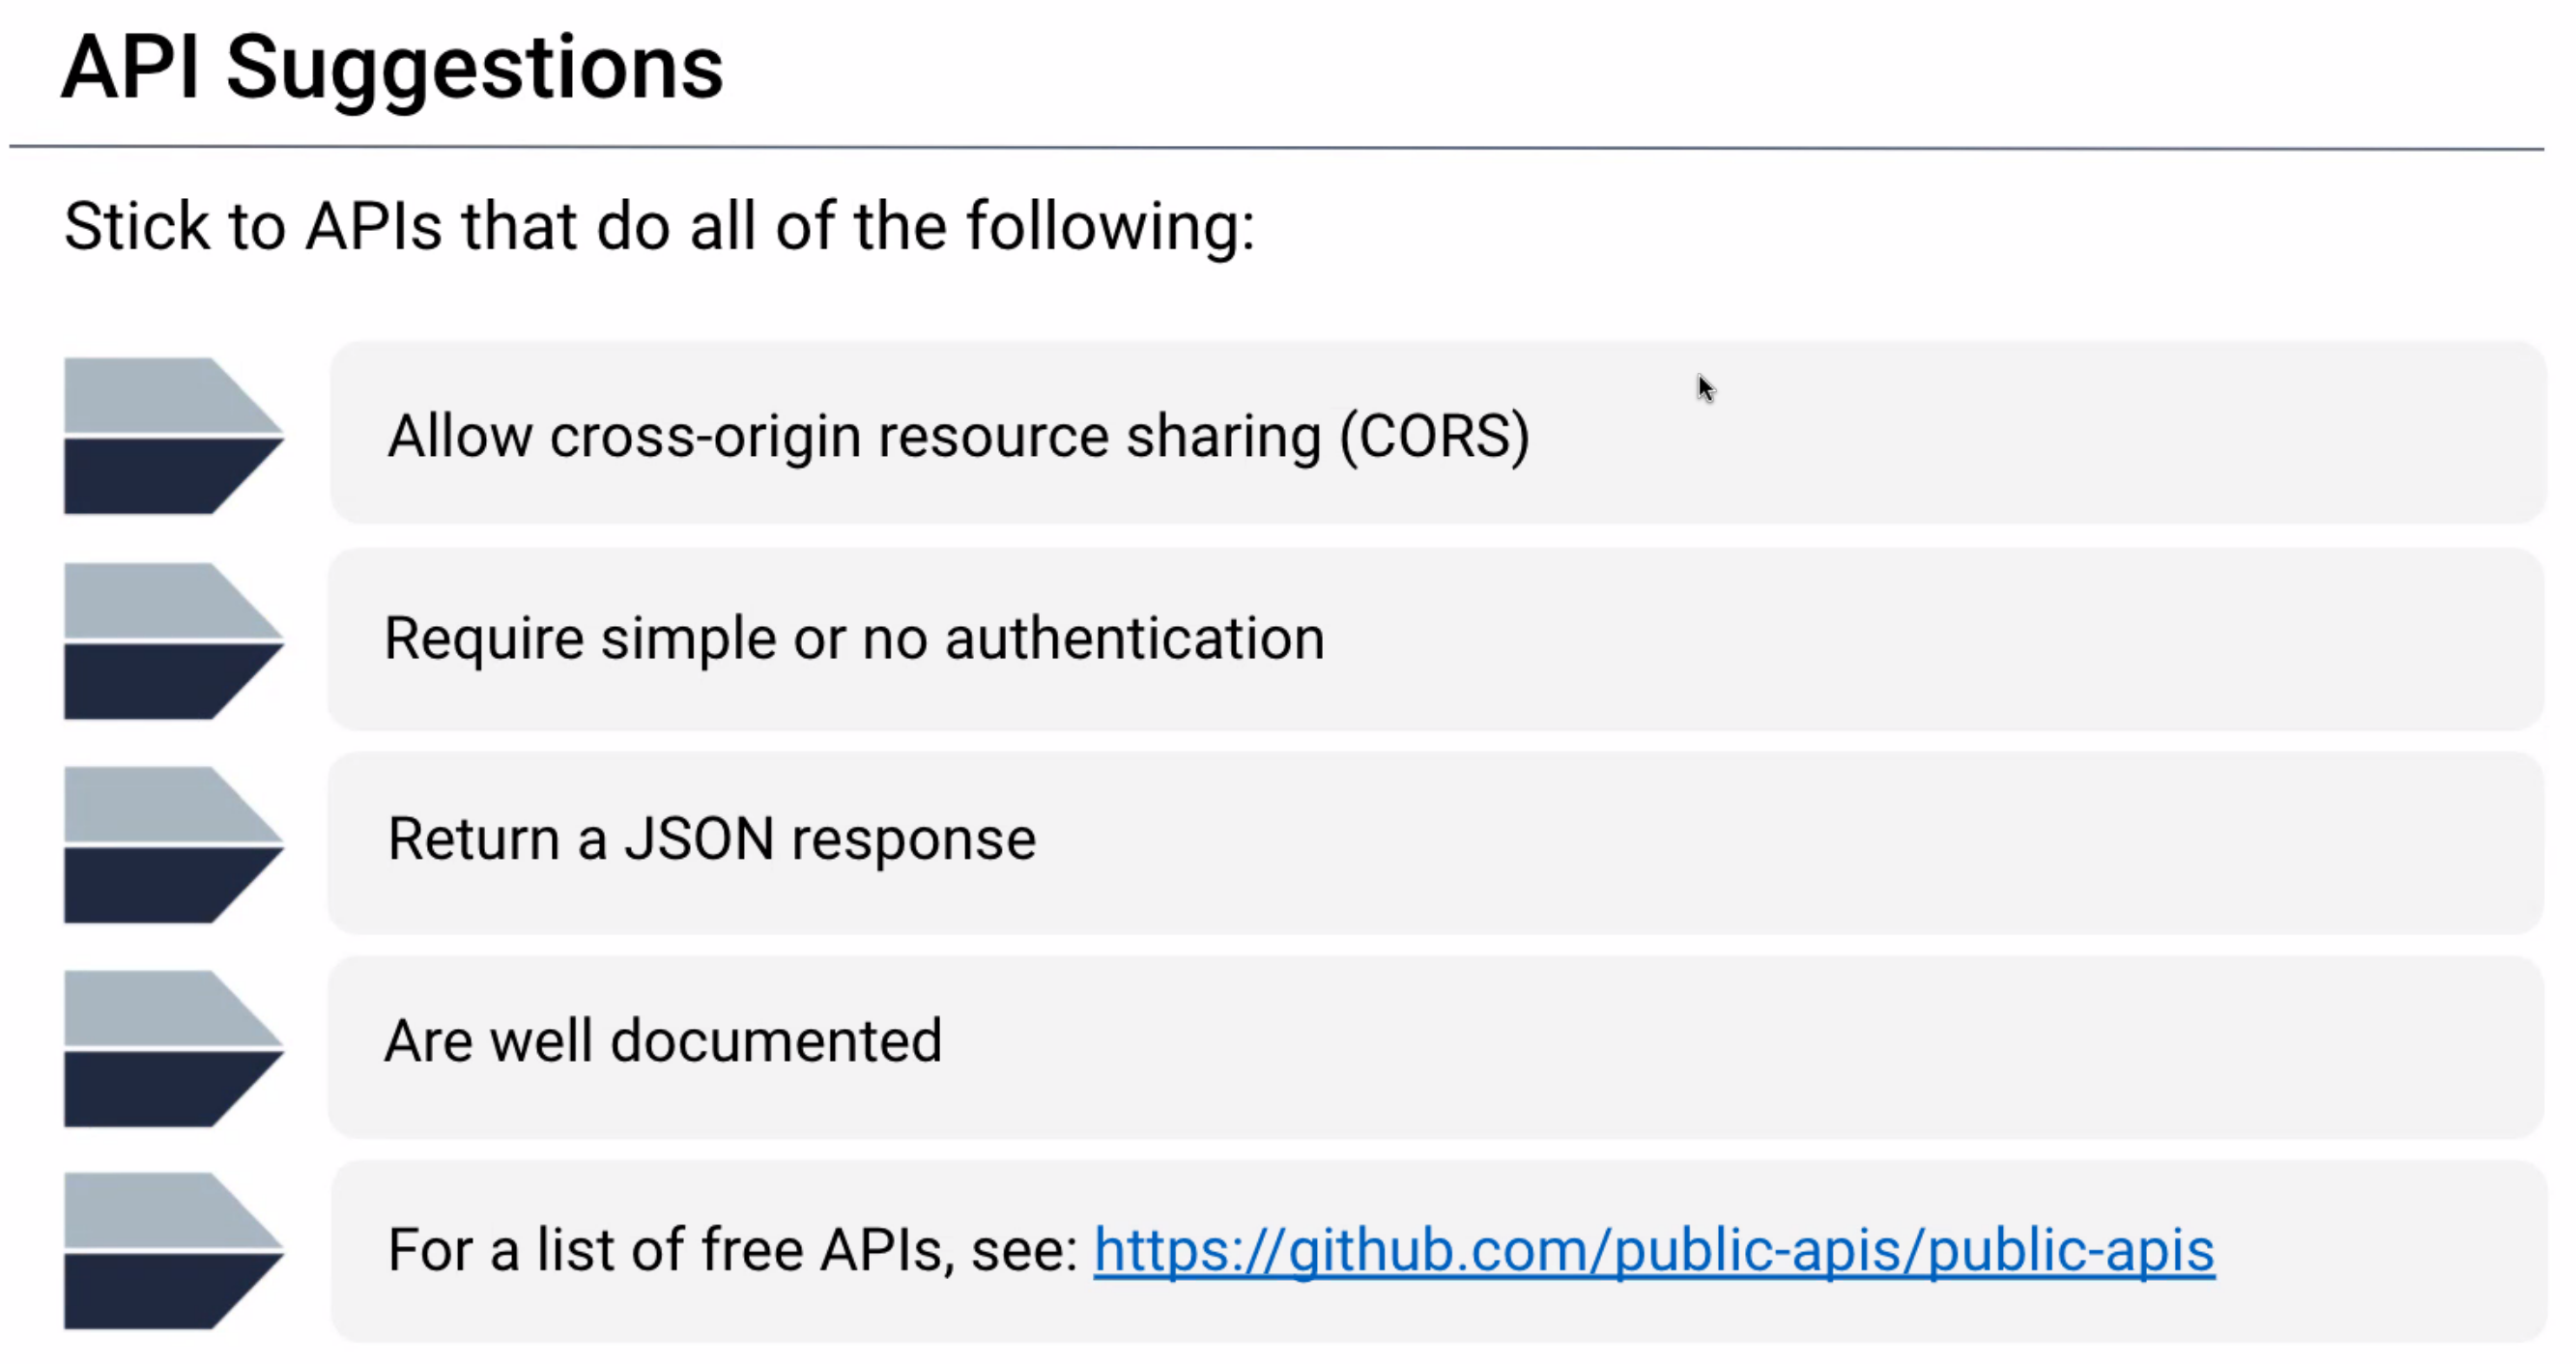 API Suggestions
Stick to APIs that do all of the following:
Allow cross-origin resource sharing (CORS)
Require simple or no authentication
Return a JSON response
Are well documented
For a list of free APIs, see: https://github.com/public-apis/public-apis